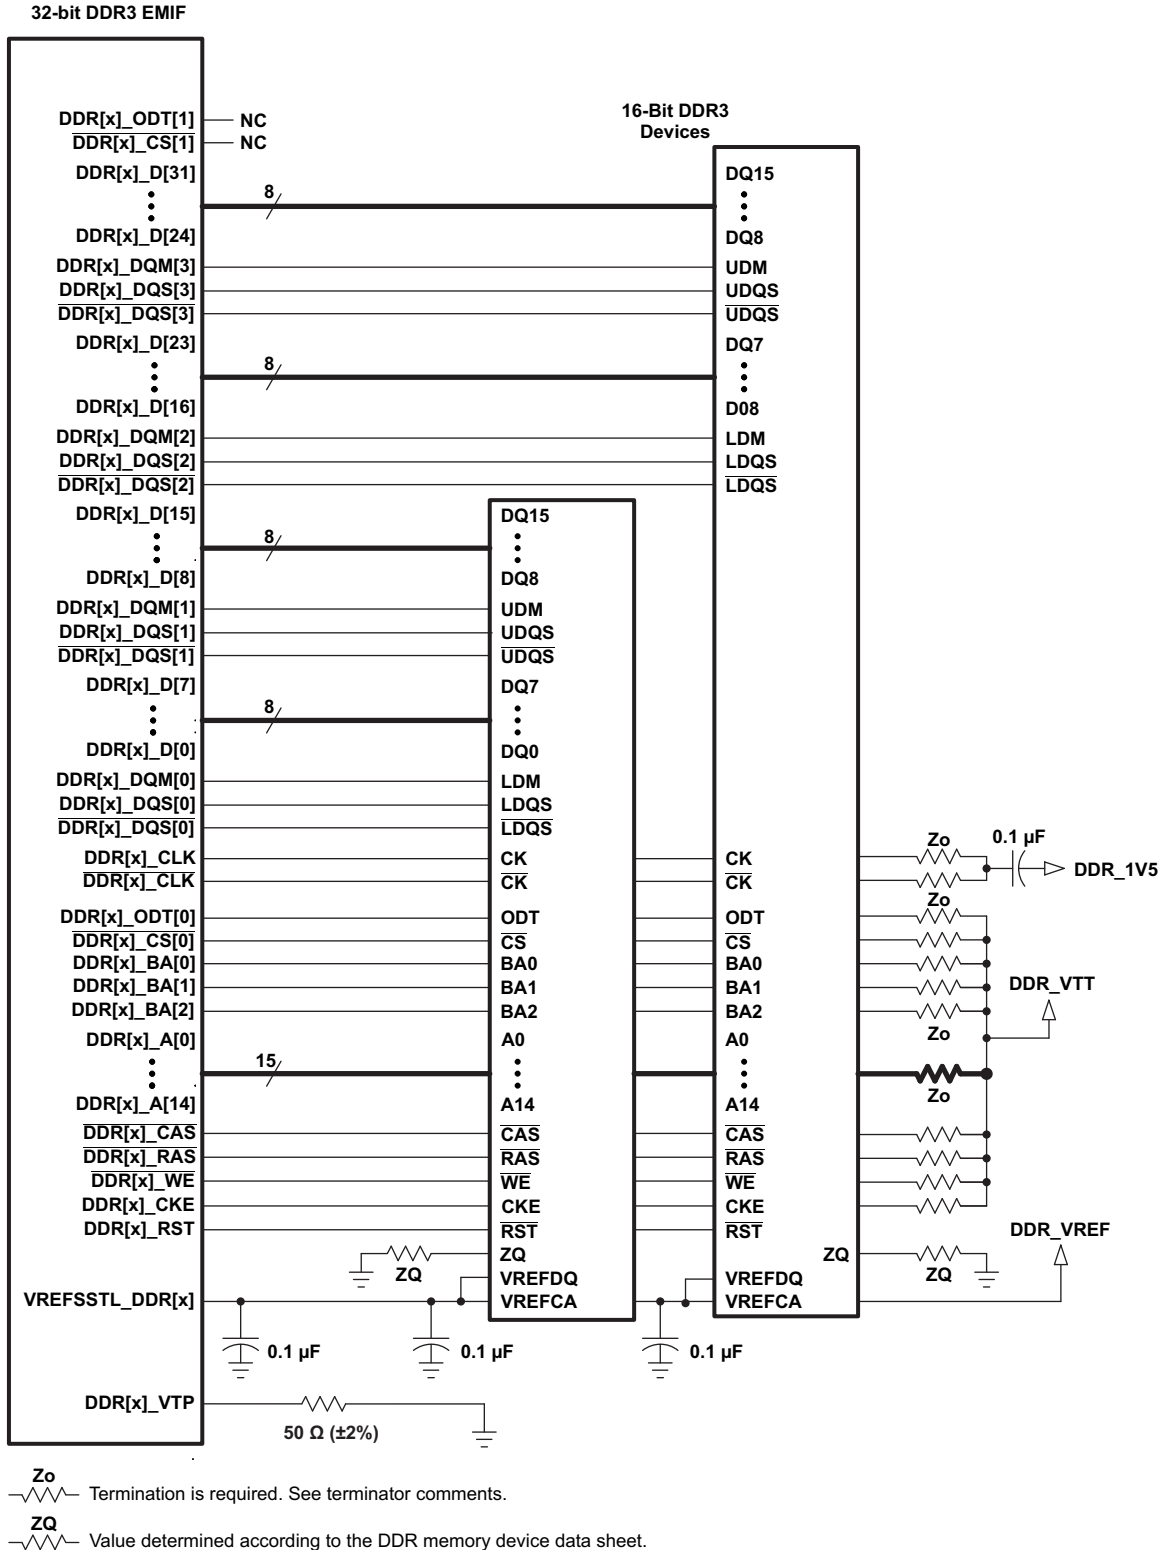 32-bit DDR3 EMIF
16-Bit DDR3
Devices
DDR[x]_ODT[1] NC
DDR[x]_CS[1] NC
DDR[x]_D[31] DQ15
8
DDR[x]_D[24] DQ8
DDR[x]_DQM[3] UDM
DDR[x]_DQS[3] UDQS
DDR[x]_DQS[3] UDQS
DDR[x]_D[23] DQ7
8
DDR[x]_D[16] D08
DDR[x]_DQM[2] LDM
DDR[x]_DQS[2] LDQS
DDR[x]_DQS[2] LDQS
DDR[x]_D[15] DQ15
8
DDR[x]_D[8] DQ8
DDR[x]_DQM[1] UDM
DDR[x]_DQS[1] UDQS
DDR[x]_DQS[1] UDQS
DDR[x]_D[7] DQ7
8
DDR[x]_D[0] DQ0
DDR[x]_DQM[0] LDM
DDR[x]_DQS[0] LDQS
DDR[x]_DQS[0] LDQS
Zo 0.1 µF
DDR[x]_CLK CK CK
DDR_1V5
DDR[x]_CLK CK CK
Zo
DDR[x]_ODT[0] ODT ODT
DDR[x]_CS[0] CS CS
DDR[x]_BA[0] BA0 BA0
DDR[x]_BA[1] BA1 BA1 DDR_VTT
DDR[x]_BA[2] BA2 BA2
Zo
DDR[x]_A[0] A0 A0
15
Zo
DDR[x]_A[14] A14 A14
DDR[x]_CAS CAS CAS
DDR[x]_RAS RAS RAS
DDR[x]_WE WE WE
DDR[x]_CKE CKE CKE
DDR[x]_RST RST RST DDR_VREF
ZQ ZQ
ZQ ZQ
VREFDQ VREFDQ
VREFSSTL_DDR[x] VREFCA VREFCA
0.1 µF 0.1 µF 0.1 µF
DDR[x]_VTP
50 Ω (±2%)
Zo
Termination is required. See terminator comments.
ZQ
Value determined according to the DDR memory device data sheet.